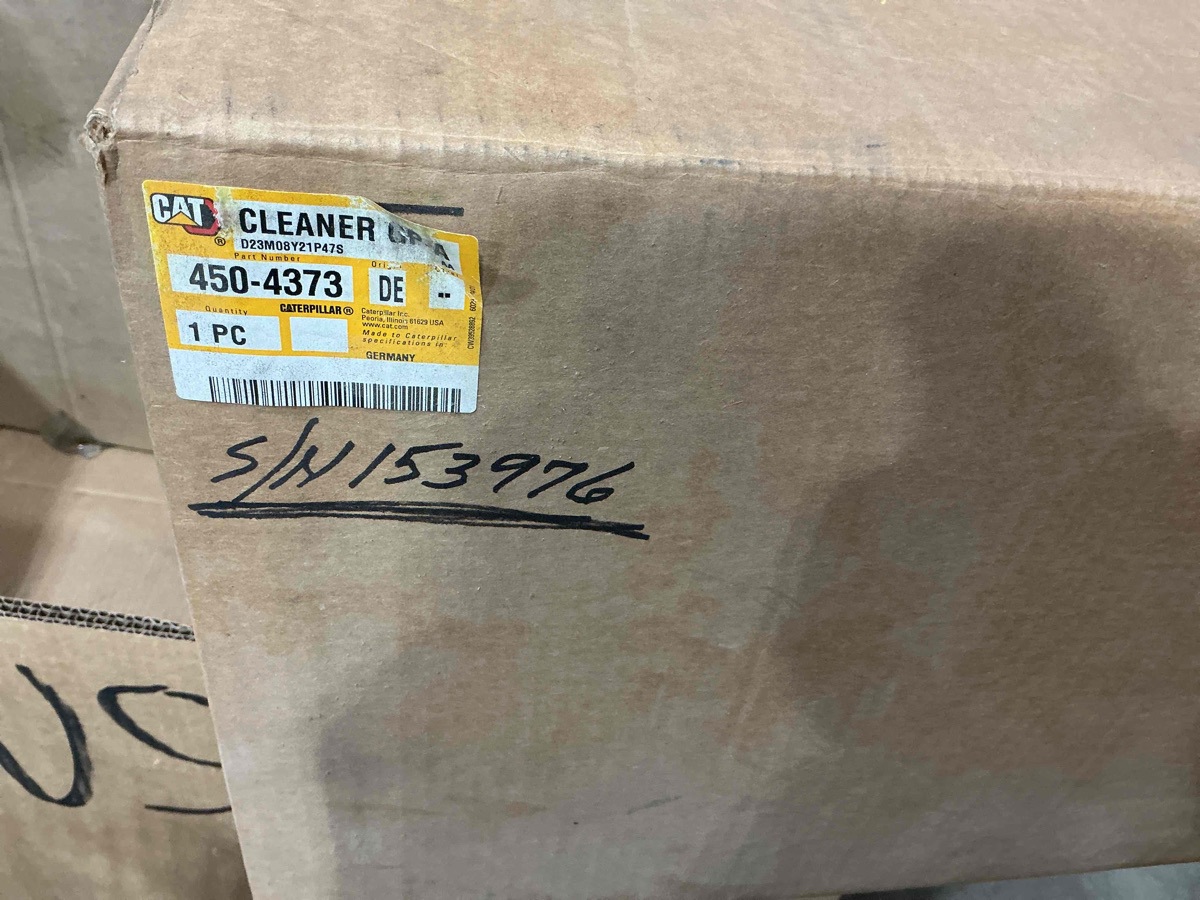 CAT ®
CLEANER GP-A
D23M08Y21P47S
Part Number
450-4373
DE
--
Quantity
CATERPILLAR®
1 PC
Caterpillar Inc.
Peoria, Illinois 61629 USA
www.cat.com
Made to Caterpillar
specifications in:
GERMANY
S/N 153976